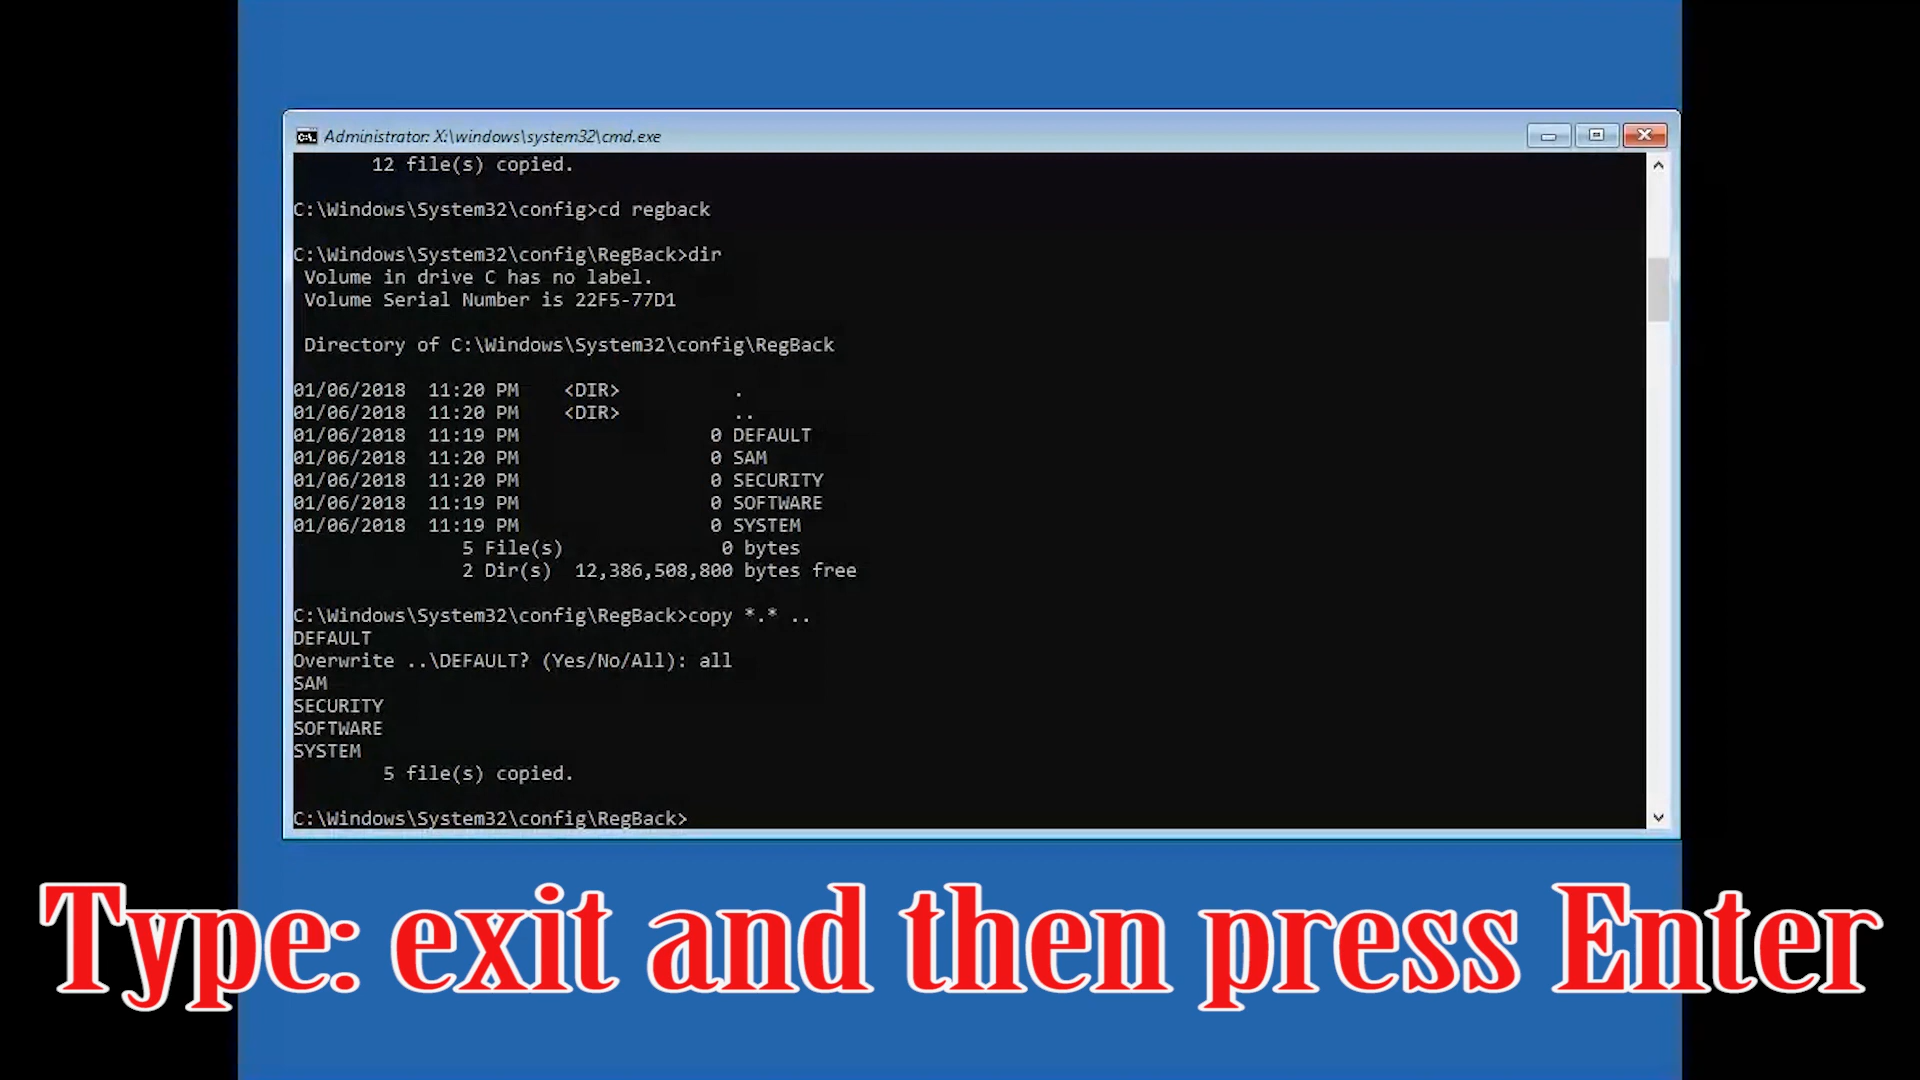 Administrator: X:\windows\system32\cmd.exe
12 file(s) copied.
C:\Windows\System32\config>cd regback
C:\Windows\System32\config\RegBack>dir
Volume in drive C has no label.
Volume Serial Number is 22F5-77D1
Directory of C:\Windows\System32\config\RegBack
01/06/2018 11:20 PM <DIR> .
01/06/2018 11:20 PM <DIR> ..
01/06/2018 11:19 PM 0 DEFAULT
01/06/2018 11:20 PM 0 SAM
01/06/2018 11:20 PM 0 SECURITY
01/06/2018 11:19 PM 0 SOFTWARE
01/06/2018 11:19 PM 0 SYSTEM
5 File(s) 0 bytes
2 Dir(s) 12,386,508,800 bytes free
C:\Windows\System32\config\RegBack>copy *.* ..
DEFAULT
Overwrite ..\DEFAULT? (Yes/No/All): all
SAM
SECURITY
SOFTWARE
SYSTEM
5 file(s) copied.
C:\Windows\System32\config\RegBack>
Type: exit and then press Enter